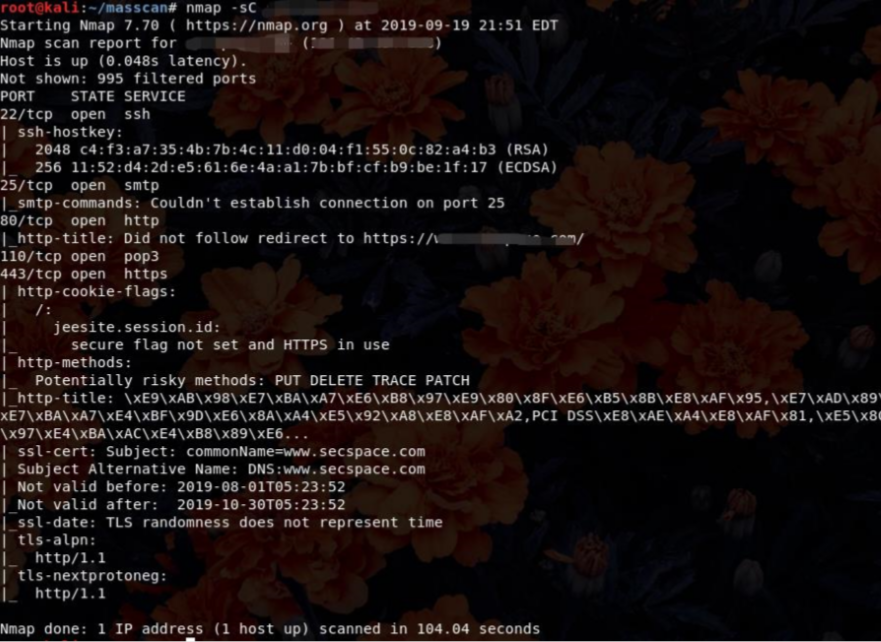 root@kali:~/masscan# nmap -sC
Starting Nmap 7.70 ( https://nmap.org ) at 2019-09-19 21:51 EDT
Nmap scan report for
Host is up (0.048s latency).
Not shown: 995 filtered ports
PORT    STATE SERVICE
22/tcp  open  ssh
| ssh-hostkey:
|   2048 c4:f3:a7:35:4b:7b:4c:11:d0:04:f1:55:0c:82:a4:b3 (RSA)
|_  256 11:52:d4:2d:e5:61:6e:4a:a1:7b:bf:cf:b9:be:1f:17 (ECDSA)
25/tcp  open  smtp
|_smtp-commands: Couldn't establish connection on port 25
80/tcp  open  http
|_http-title: Did not follow redirect to https://
110/tcp open  pop3
443/tcp open  https
| http-cookie-flags:
|   /:
|     jeesite.session.id:
|_      secure flag not set and HTTPS in use
| http-methods:
|_  Potentially risky methods: PUT DELETE TRACE PATCH
|_http-title: \xE9\xAB\x98\xE7\xBA\xA7\xE6\xB8\x97\xE9\x80\x8F\xE6\xB5\x8B\xE8\xAF\x95,\xE7\xAD\x89\
xE7\xBA\xA7\xE4\xBF\x9D\xE6\x8A\xA4\xE5\x92\xA8\xE8\xAF\xA2,PCI DSS\xE8\xAE\xA4\xE8\xAF\x81,\xE5\x8C
\x97\xE4\xBA\xAC\xE4\xB8\x89\xE6...
| ssl-cert: Subject: commonName=www.secspace.com
| Subject Alternative Name: DNS:www.secspace.com
| Not valid before: 2019-08-01T05:23:52
|_Not valid after:  2019-10-30T05:23:52
|_ssl-date: TLS randomness does not represent time
| tls-alpn:
|_  http/1.1
| tls-nextprotoneg:
|_  http/1.1
Nmap done: 1 IP address (1 host up) scanned in 104.04 seconds